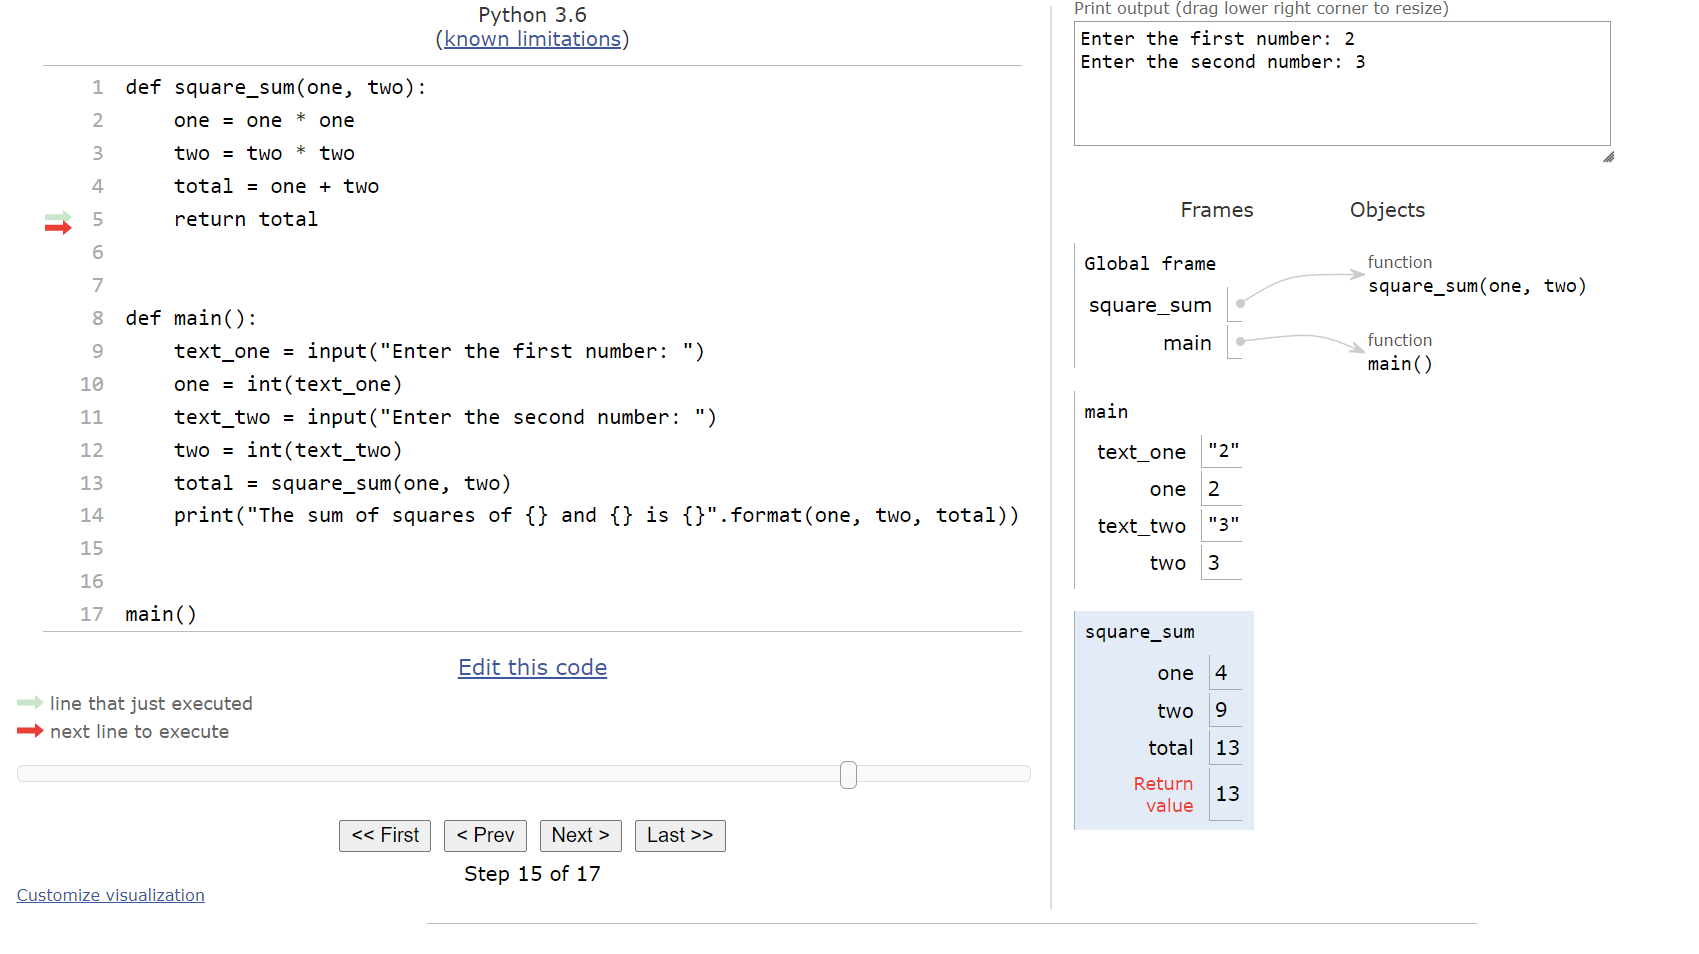 Python 3.6
(known limitations)
1 def square_sum(one, two):
2     one = one * one
3     two = two * two
4     total = one + two
5     return total
6
7
8 def main():
9     text_one = input("Enter the first number: ")
10     one = int(text_one)
11     text_two = input("Enter the second number: ")
12     two = int(text_two)
13     total = square_sum(one, two)
14     print("The sum of squares of {} and {} is {}".format(one, two, total))
15
16
17 main()
Edit this code
line that just executed
next line to execute
<< First  < Prev  Next >  Last >>
Step 15 of 17
Customize visualization
Print output (drag lower right corner to resize)
Enter the first number: 2
Enter the second number: 3
Frames  Objects
Global frame
square_sum
main
function
square_sum(one, two)
function
main()
main
text_one "2"
one 2
text_two "3"
two 3
square_sum
one 4
two 9
total 13
Return
value 13